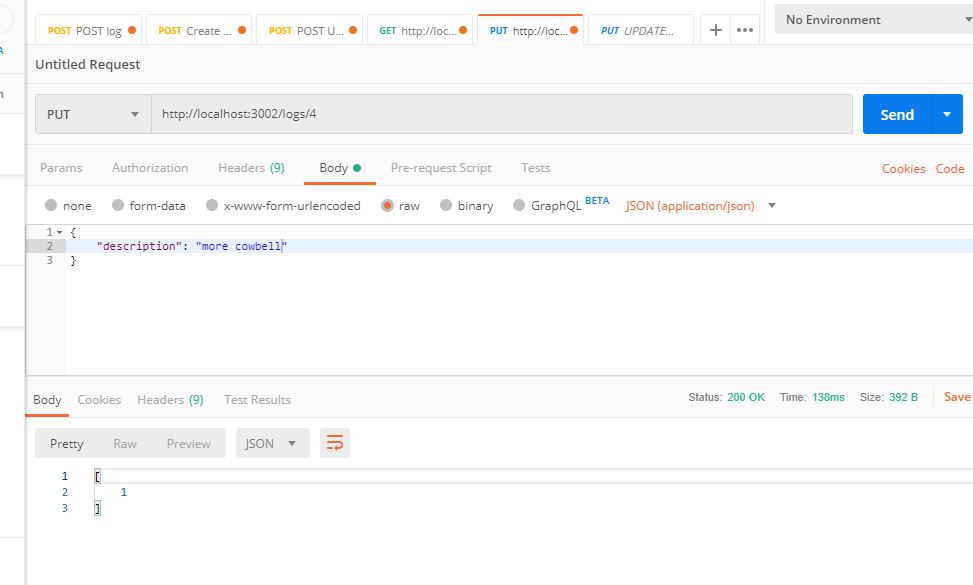 POST POST log POST Create ... POST POST U... GET http://loc... PUT http://loc... PUT UPDATE... + ••• No Environment
Untitled Request
PUT http://localhost:3002/logs/4 Send
Params Authorization Headers (9) Body Pre-request Script Tests Cookies Code
none form-data x-www-form-urlencoded raw binary GraphQL BETA JSON (application/json)
1 {
2 "description": "more cowbell"
3 }
Body Cookies Headers (9) Test Results Status: 200 OK Time: 138ms Size: 392 B Save
Pretty Raw Preview JSON
1 [
2 1
3 ]